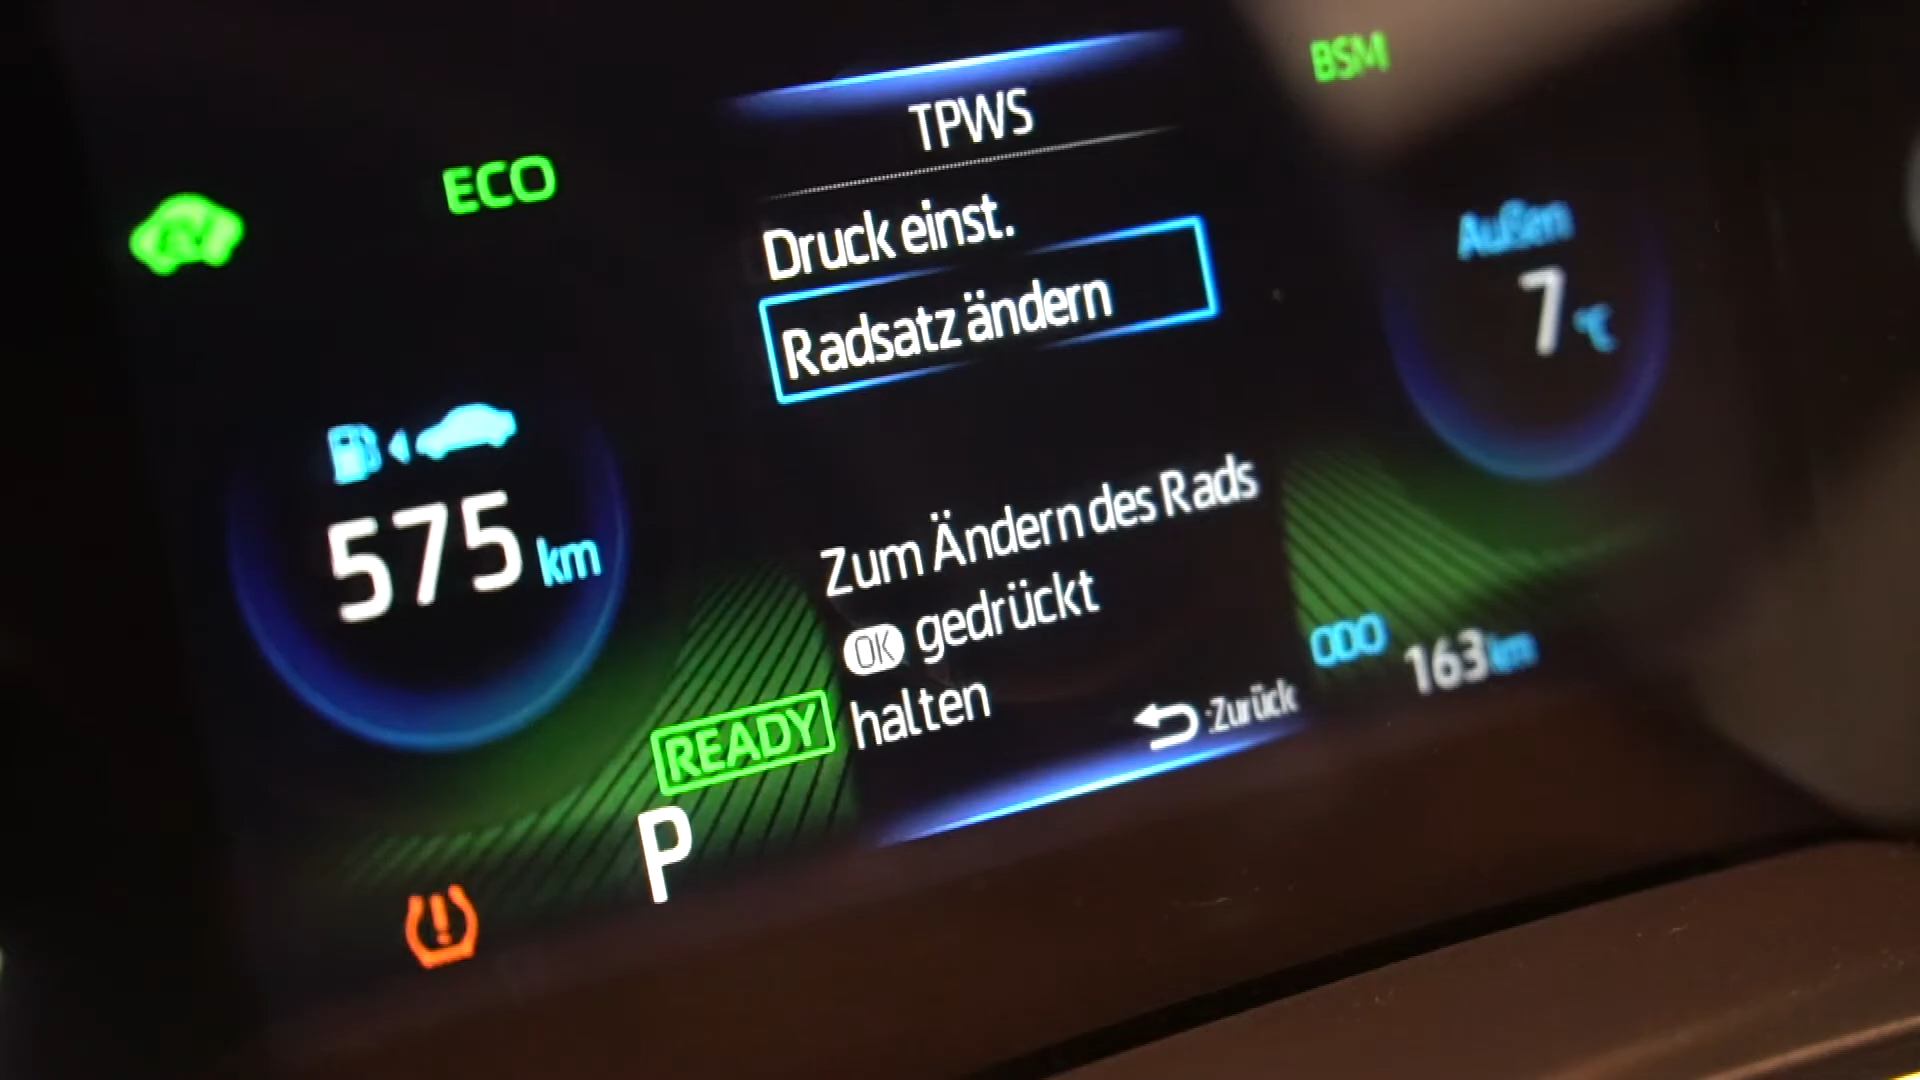 BSM
TPWS
ECO
Druck einst.
Radsatz ändern
Außen
7 °C
575 km
Zum Ändern des Rads
OK gedrückt
halten
Zurück
ODO 163 km
READY
P